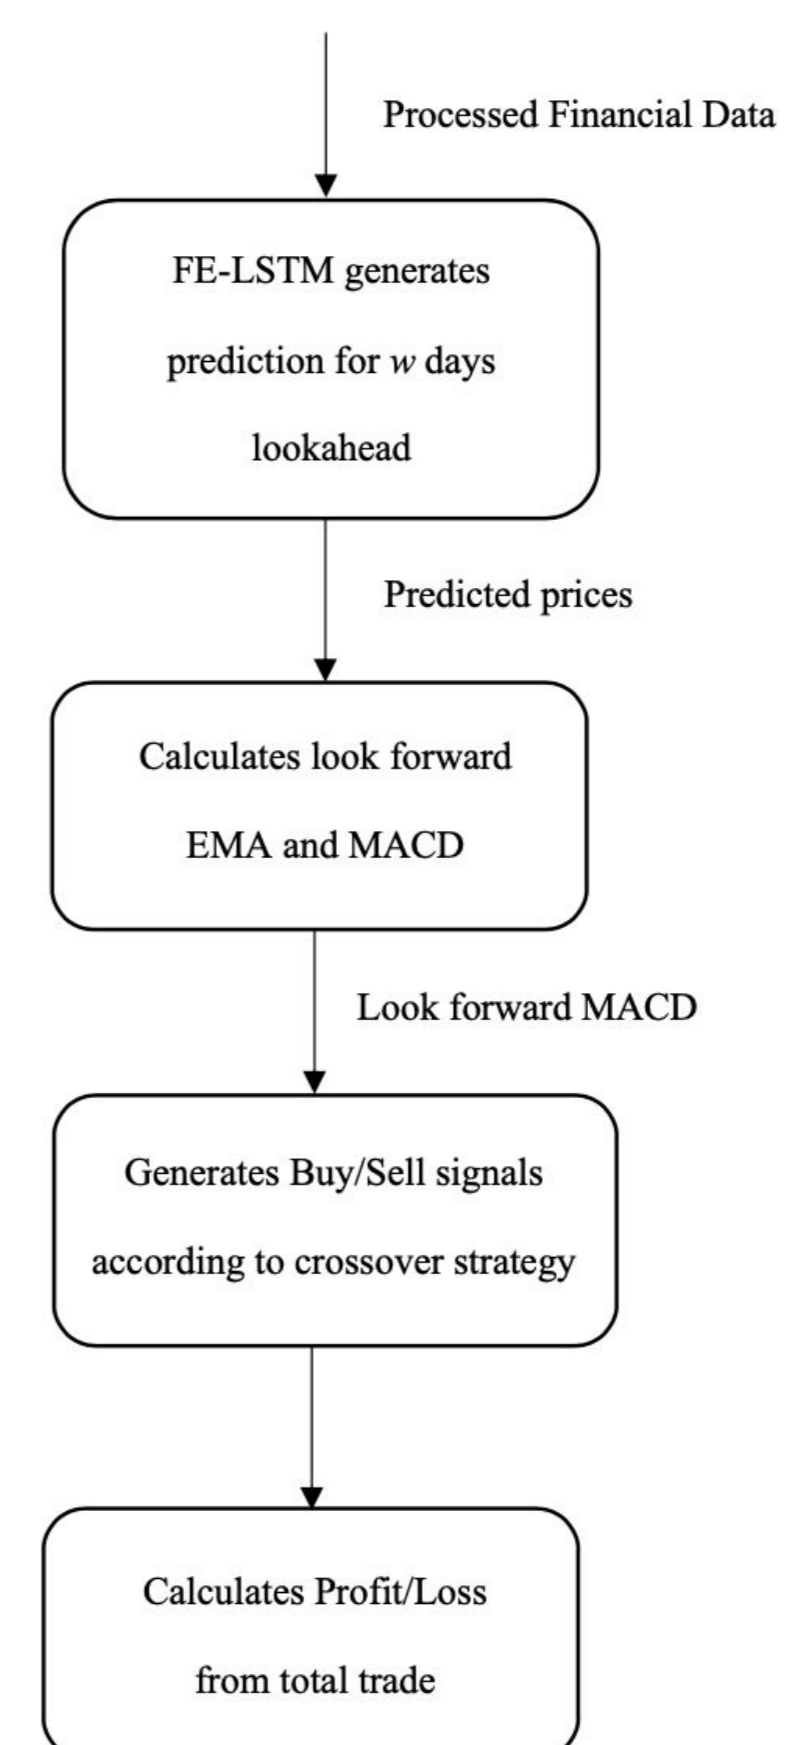 Processed Financial Data
FE-LSTM generates
prediction for w days
lookahead
Predicted prices
Calculates look forward
EMA and MACD
Look forward MACD
Generates Buy/Sell signals
according to crossover strategy
Calculates Profit/Loss
from total trade